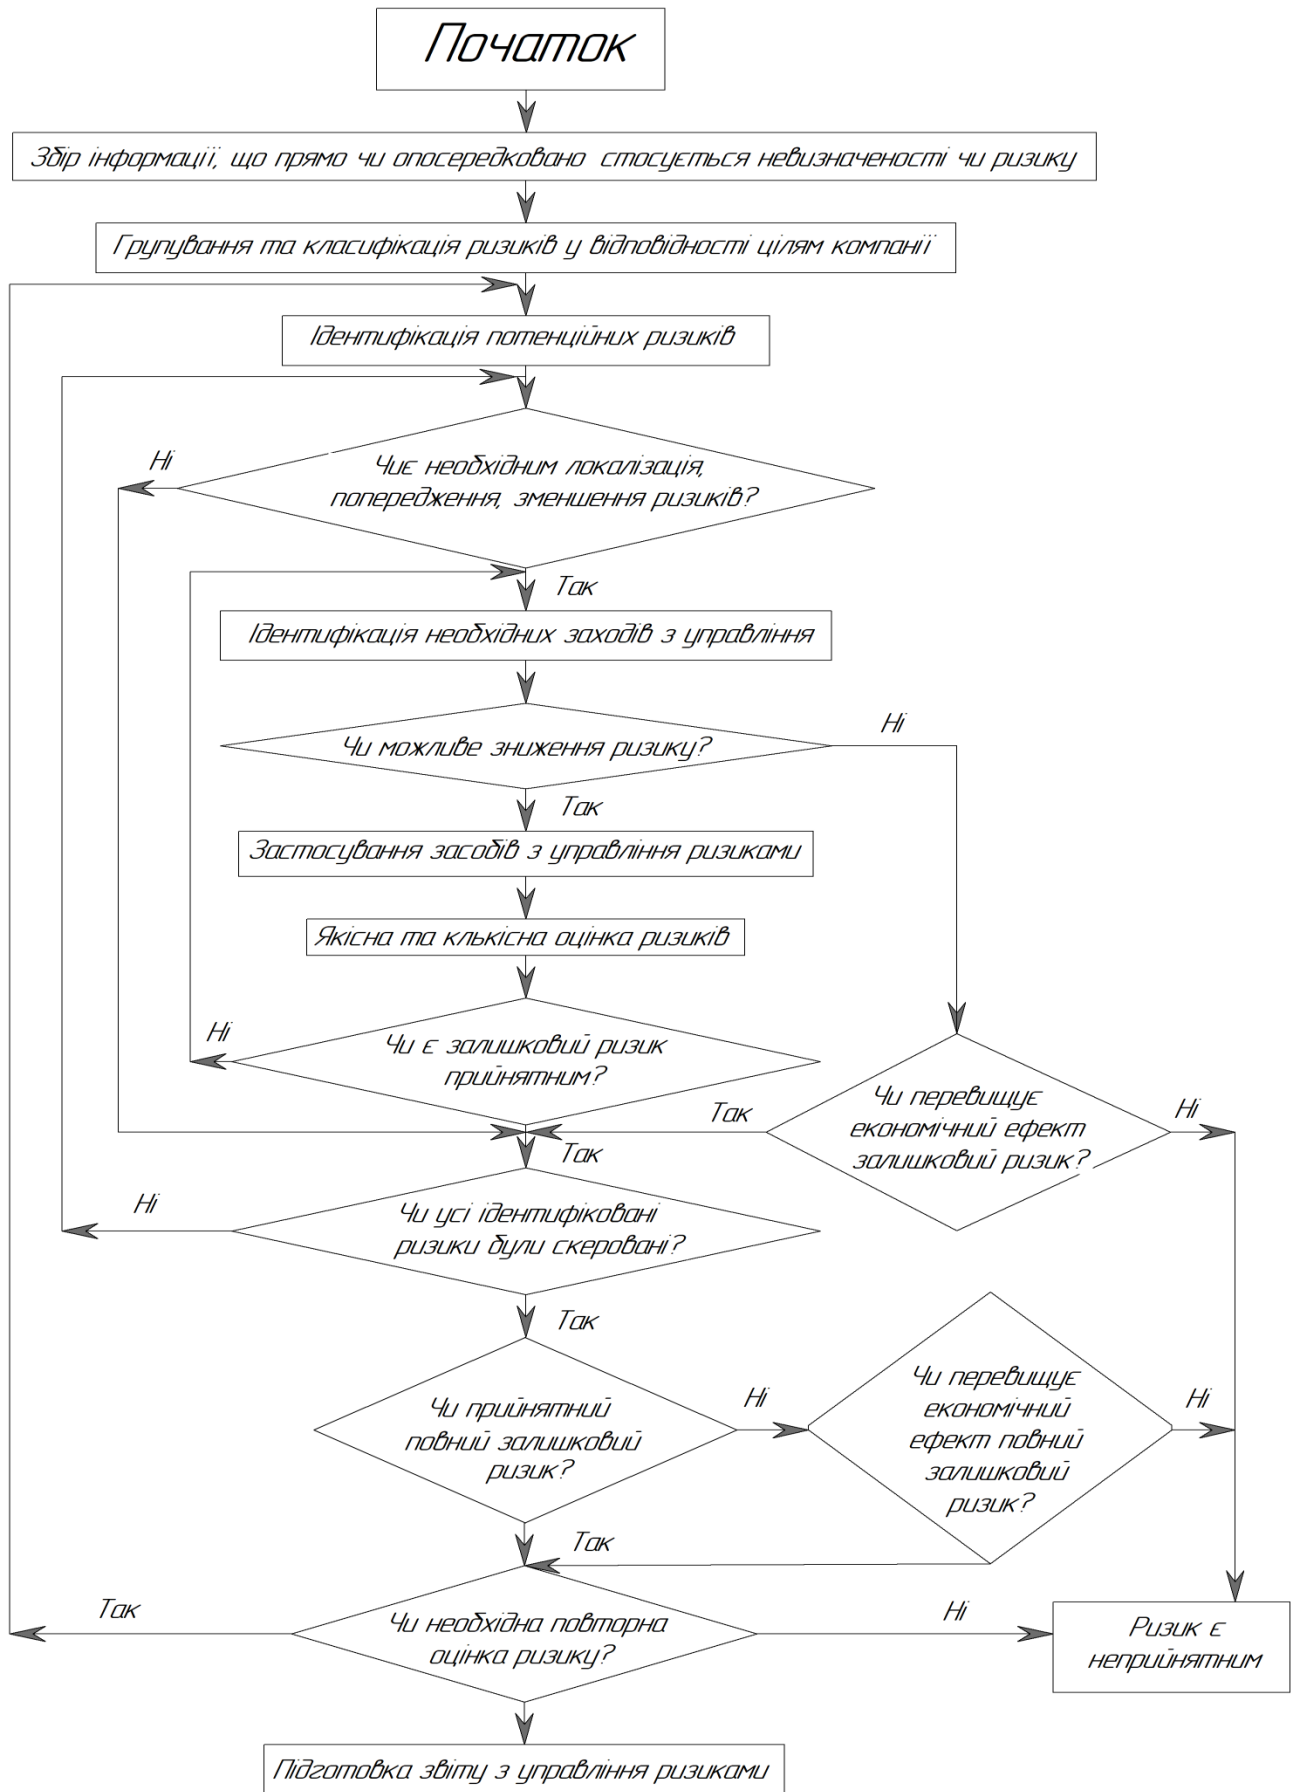 Початок
Збір інформації, що прямо чи опосередковано стосується невизначеності чи ризику
Групування та класифікація ризиків у відповідності цілям компанії
Ідентифікація потенційних ризиків
Ні
Чиє необхідним локалізація,
попередження, зменшення ризиків?
Так
Ідентифікація необхідних заходів з управління
Ні
Чи можливе зниження ризику?
Так
Застосування засобів з управління ризиками
Якісна та клькісна оцінка ризиків
Ні
Чи є залишковий ризик
прийнятним?
Так
Чи перевищує
економічний ефект
залишковий ризик?
Ні
Так
Ні
Чи усі ідентифіковані
ризики були скеровані?
Так
Чи прийнятний
повний залишковий
ризик?
Ні
Чи перевищує
економічний
ефект повний
залишковий
ризик?
Ні
Так
Так
Чи необхідна повторна
оцінка ризику?
Ні
Ризик є
неприйнятним
Підготовка звіту з управління ризиками